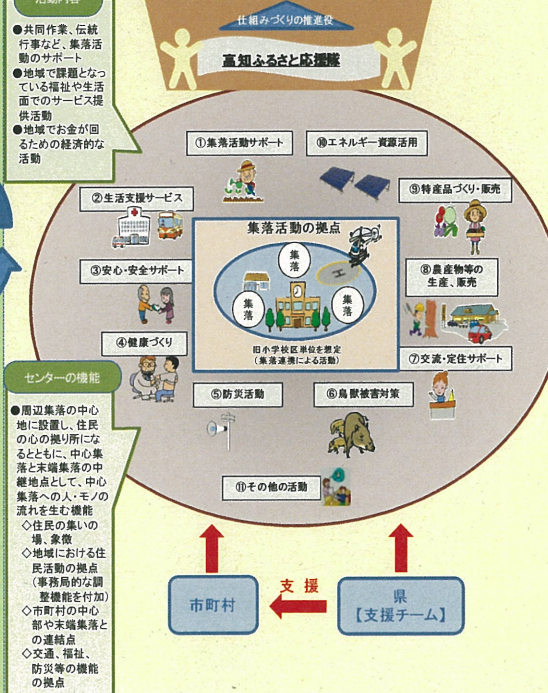 活動内容
●共同作業、伝統
行事など、集落活
動のサポート
●地域で課題となっ
ている福祉や生活
面でのサービス提
供活動
●地域でお金が回
るための経済的な
活動
仕組みづくりの推進役
高知ふるさと応援隊
①集落活動サポート
⑩エネルギー資源活用
②生活支援サービス
⑨特産品づくり・販売
③安心・安全サポート
⑧農産物等の
生産、販売
④健康づくり
⑦交流・定住サポート
⑤防災活動
⑥鳥獣被害対策
⑪その他の活動
集落活動の拠点
集
落
集
落
集
落
H
旧小学校区単位を想定
(集落連携による活動)
センターの機能
●周辺集落の中心
地に設置し、住民
の心の拠り所にな
るとともに、中心集
落と末端集落の中
継地点として、中心
集落への人・モノの
流れを生む機能
◇住民の集いの
場、象徴
◇地域における住
民活動の拠点
(事務局的な調
整機能を付加)
◇市町村の中心
部や末端集落と
の連結点
◇交通、福祉、
防災等の機能
の拠点
市町村
支援
県
【支援チーム】